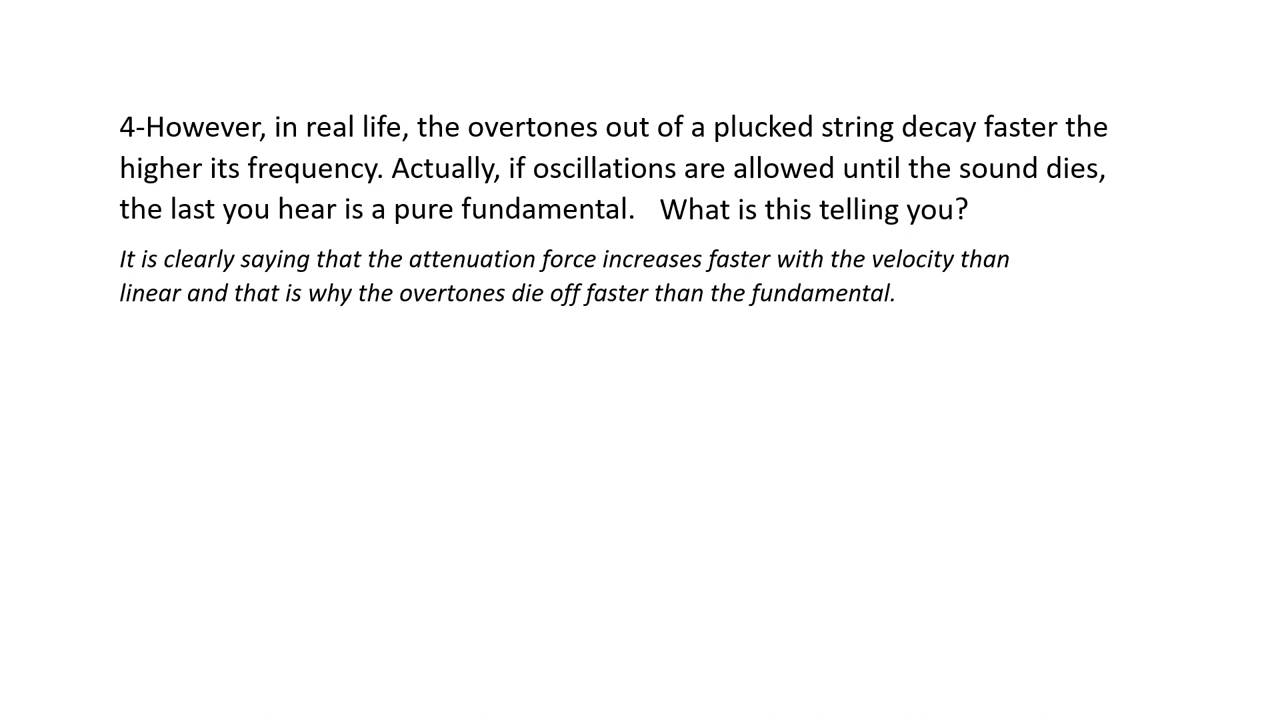 4-However, in real life, the overtones out of a plucked string decay faster the
higher its frequency. Actually, if oscillations are allowed until the sound dies,
the last you hear is a pure fundamental.   What is this telling you?
It is clearly saying that the attenuation force increases faster with the velocity than
linear and that is why the overtones die off faster than the fundamental.